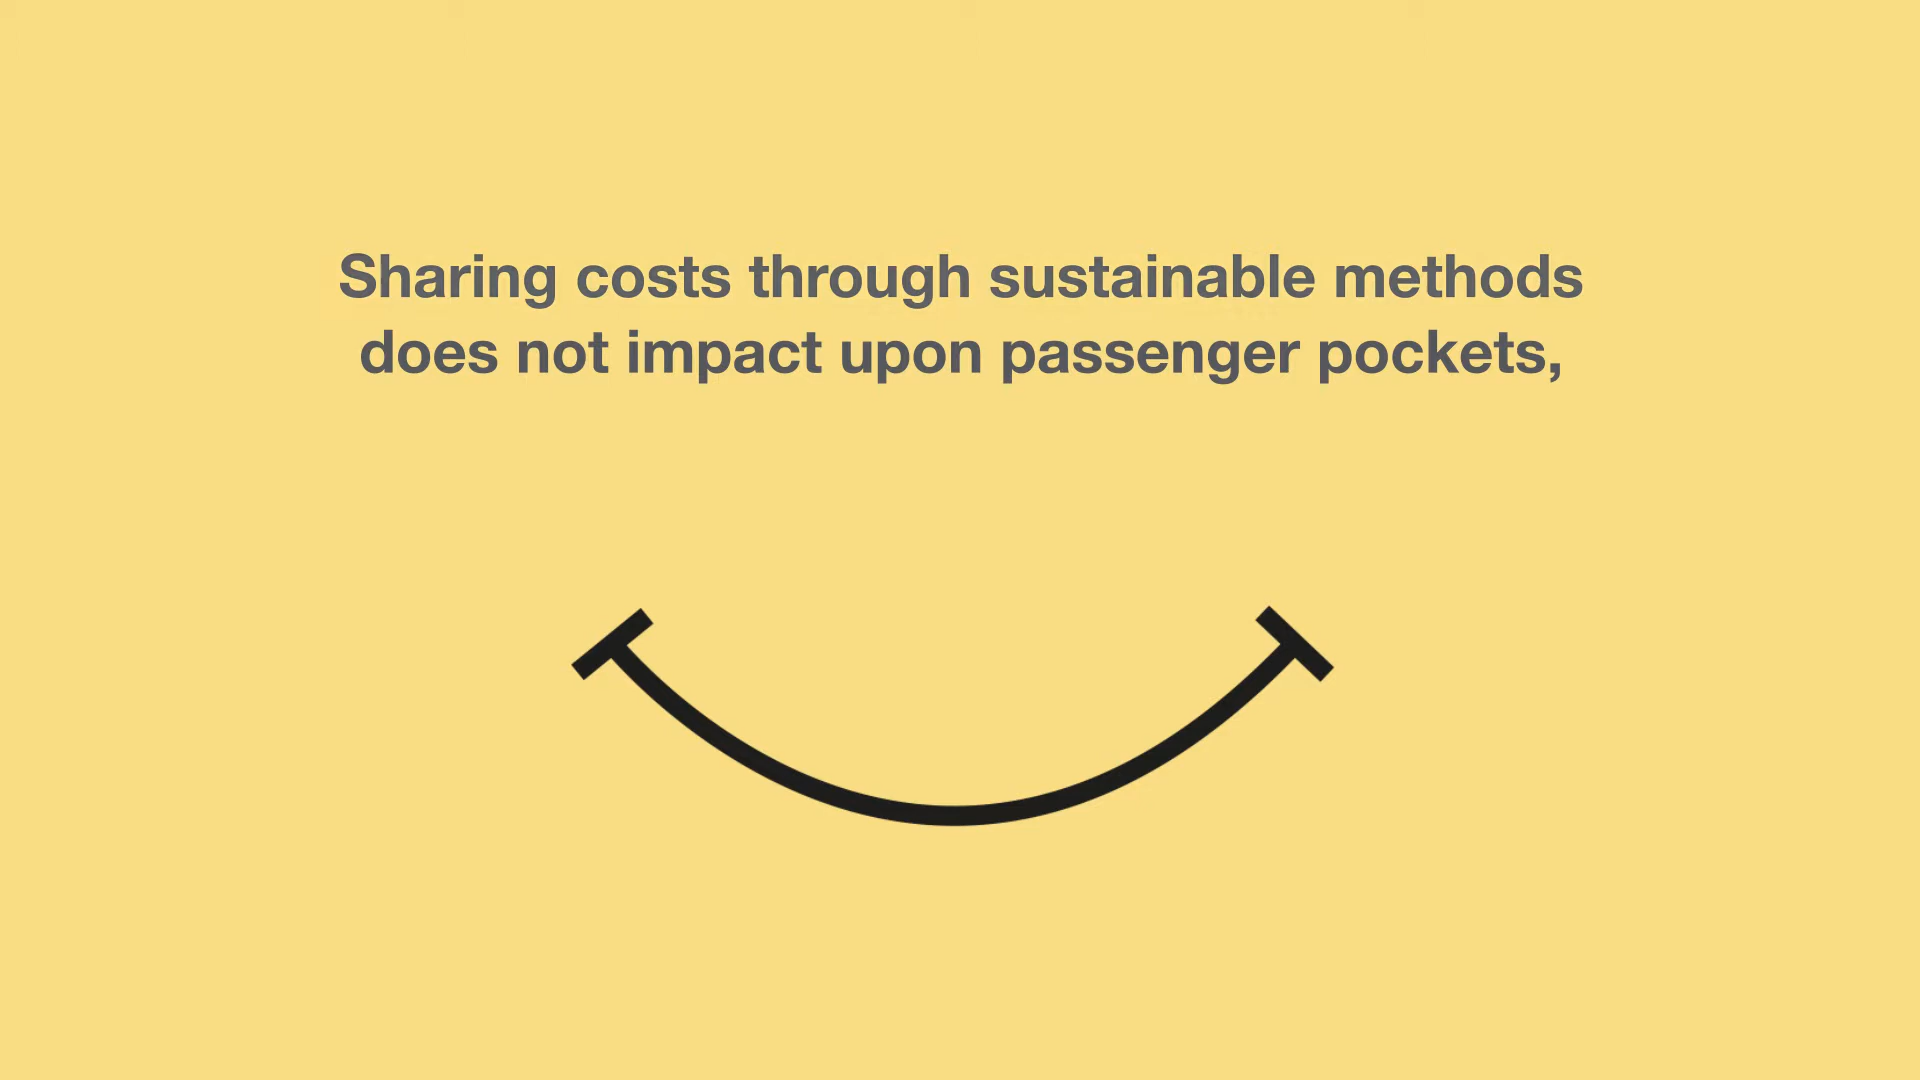 Sharing costs through sustainable methods
does not impact upon passenger pockets,